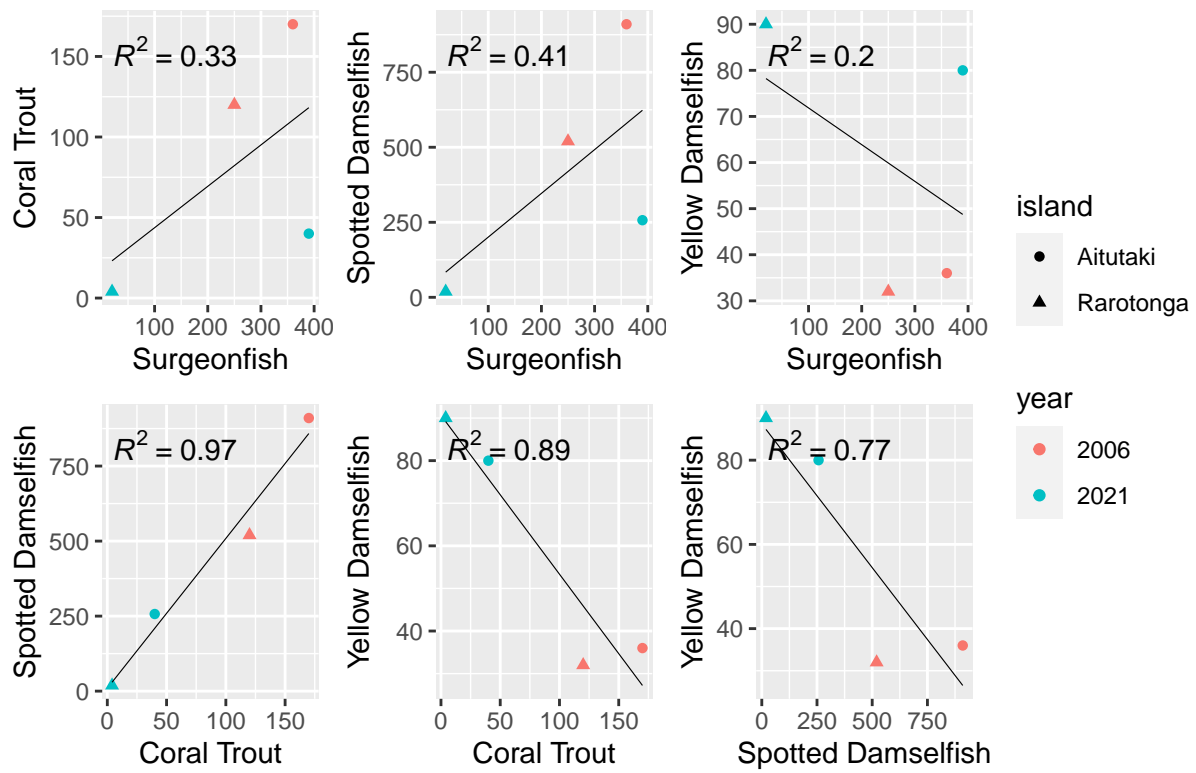 Coral Trout
150
100
50
0
R² = 0.33
100 200 300 400
Surgeonfish
Spotted Damselfish
750
500
250
0
R² = 0.41
100 200 300 400
Surgeonfish
Yellow Damselfish
90
80
70
60
50
40
30
R² = 0.2
100 200 300 400
Surgeonfish
Spotted Damselfish
750
500
250
0
R² = 0.97
0 50 100 150
Coral Trout
Yellow Damselfish
80
60
40
R² = 0.89
0 50 100 150
Coral Trout
Yellow Damselfish
80
60
40
R² = 0.77
0 250 500 750
Spotted Damselfish
island
Aitutaki
Rarotonga
year
2006
2021